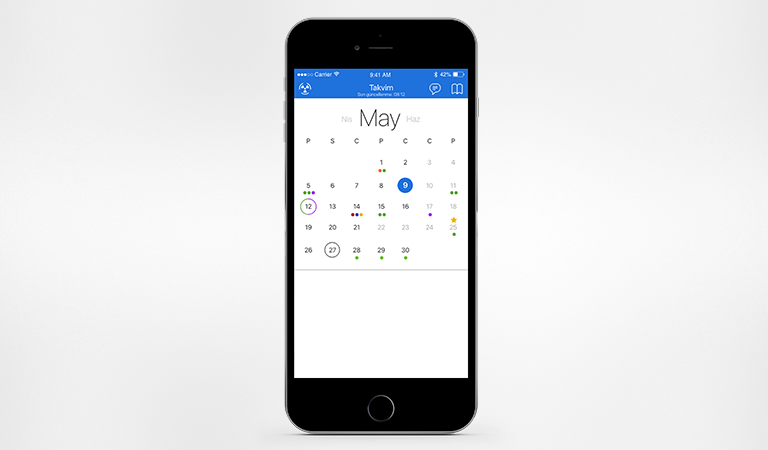 Carrier 9:41 AM 42%
Takvim
Son güncellenme: 08:12
Nis May Haz
P S C P C C P
1 2 3 4
5 6 7 8 9 10 11
12 13 14 15 16 17 18
19 20 21 22 23 24 25
26 27 28 29 30